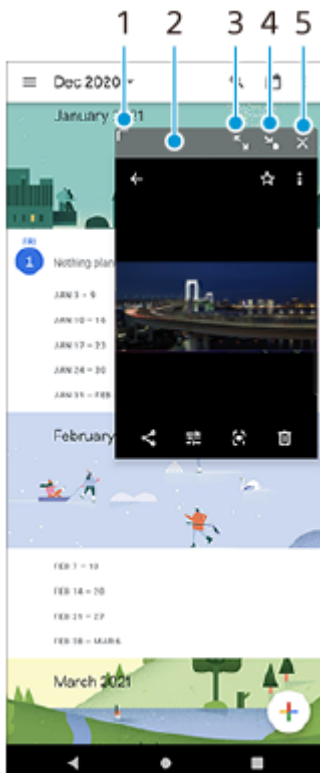 1 2 3 4 5
Dec 2020
January 2021
FRI
1 Nothing plan
JAN 3 – 9
JAN 10 – 16
JAN 17 – 23
JAN 24 – 30
JAN 31 – FEB
February
FEB 7 – 13
FEB 14 – 20
FEB 21 – 27
FEB 28 – MAR 6
March 2021